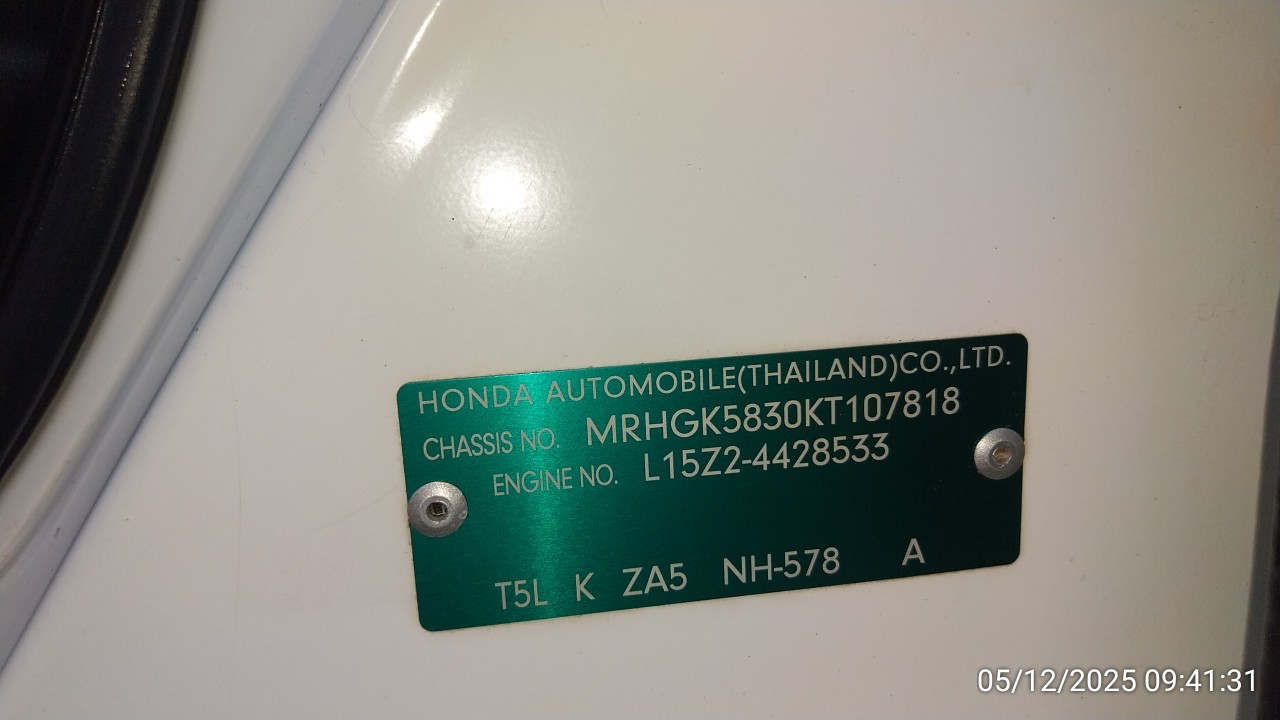 HONDA AUTOMOBILE(THAILAND)CO.,LTD.
CHASSIS NO. MRHGK5830KT107818
ENGINE NO. L15Z2-4428533
T5L K ZA5 NH-578 A
05/12/2025 09:41:31